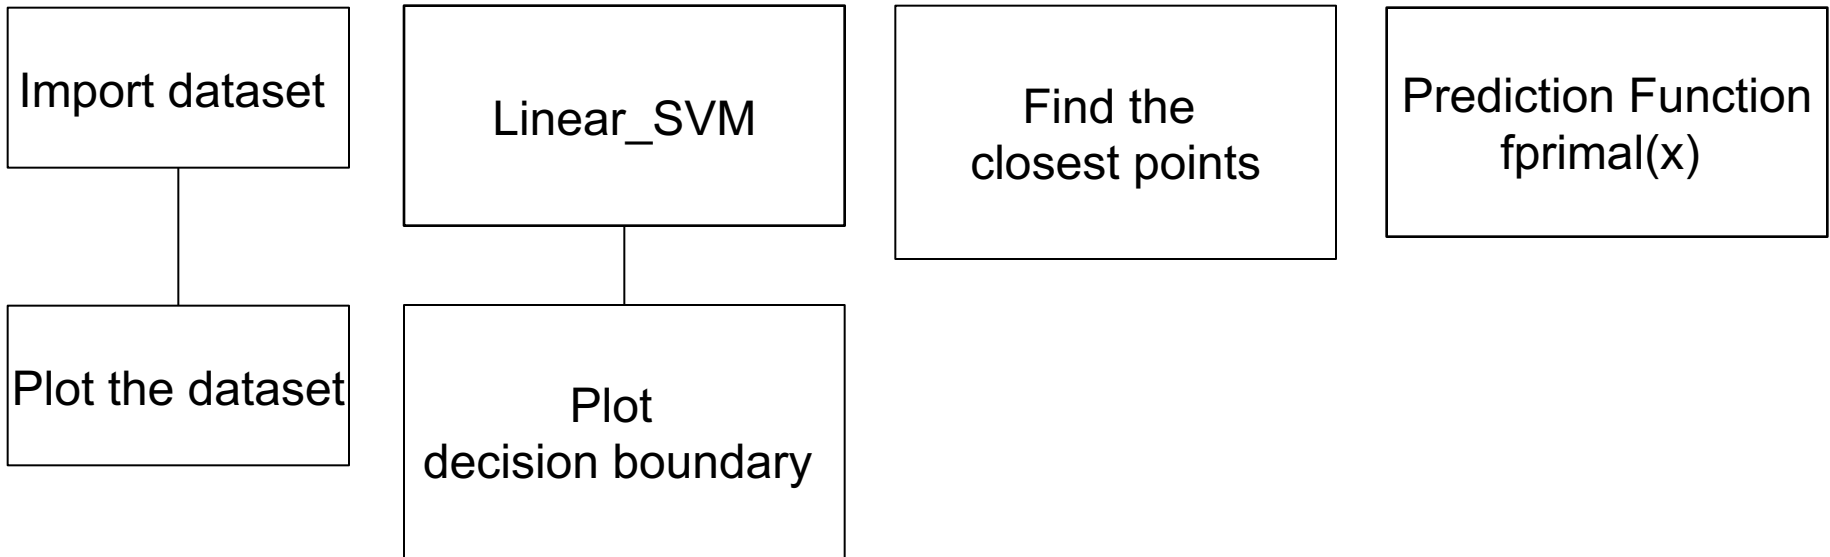 Import dataset
Plot the dataset
Linear_SVM
Plot
decision boundary
Find the
closest points
Prediction Function
fprimal(x)